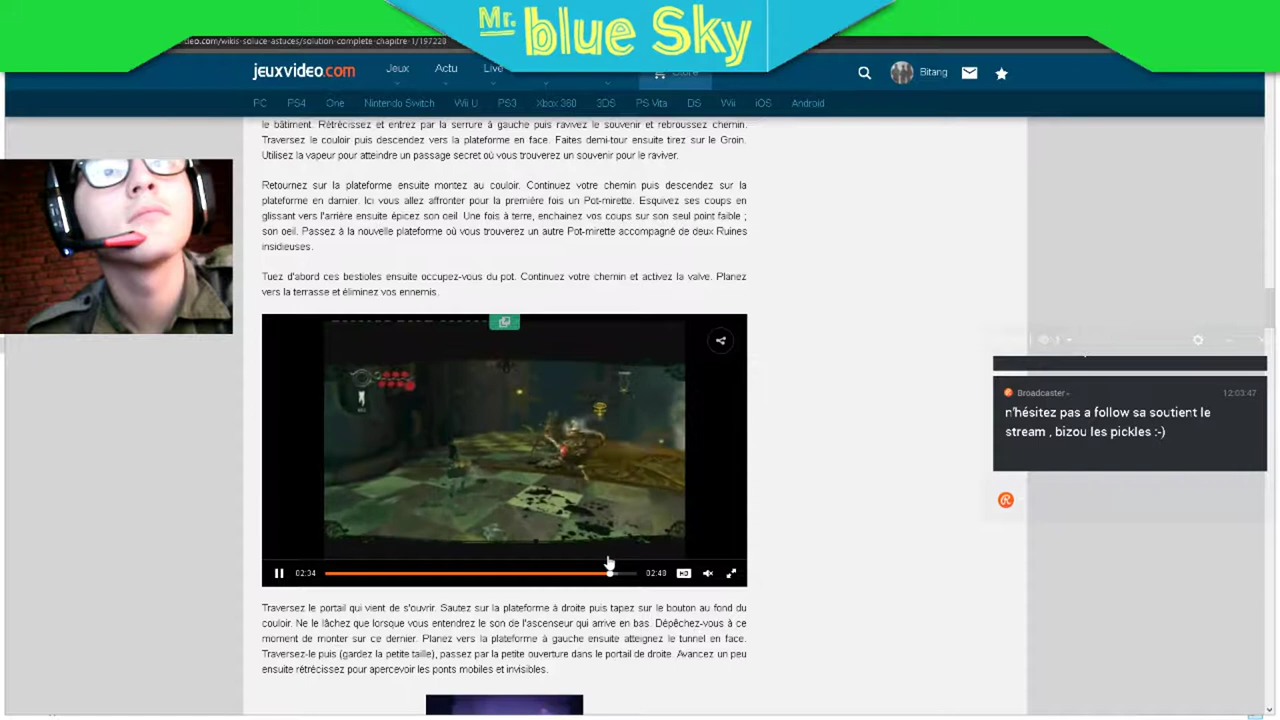 Mr. blue Sky
video.com/wikis-soluce-astuces/solution-complete-chapitre-1/197228
jeuxvideo.com Jeux Actu Live Store Bitang
PC PS4 One Nintendo Switch Wii U PS3 Xbox 360 3DS PS Vita DS Wii iOS Android
le bâtiment. Rétrécissez et entrez par la serrure à gauche puis ravivez le souvenir et rebroussez chemin.
Traversez le couloir puis descendez vers la plateforme en face. Faites demi-tour ensuite tirez sur le Groin.
Utilisez la vapeur pour atteindre un passage secret où vous trouverez un souvenir pour le raviver.
Retournez sur la plateforme ensuite montez au couloir. Continuez votre chemin puis descendez sur la
plateforme en damier. Ici vous allez affronter pour la première fois un Pot-mirette. Esquivez ses coups en
glissant vers l'arrière ensuite épicez son oeil. Une fois à terre, enchainez vos coups sur son seul point faible ;
son oeil. Passez à la nouvelle plateforme où vous trouverez un autre Pot-mirette accompagné de deux Ruines
insidieuses.
Tuez d'abord ces bestioles ensuite occupez-vous du pot. Continuez votre chemin et activez la valve. Planez
vers la terrasse et éliminez vos ennemis.
02:34 02:48 HD
Traversez le portail qui vient de s'ouvrir. Sautez sur la plateforme à droite puis tapez sur le bouton au fond du
couloir. Ne le lâchez que lorsque vous entendrez le son de l'ascenseur qui arrive en bas. Dépêchez-vous à ce
moment de monter sur ce dernier. Planez vers la plateforme à gauche ensuite atteignez le tunnel en face.
Traversez-le puis (gardez la petite taille), passez par la petite ouverture dans le portail de droite. Avancez un peu
ensuite rétrécissez pour apercevoir les ponts mobiles et invisibles.
Broadcaster 12:03:47
n'hésitez pas a follow sa soutient le
stream , bizou les pickles :-)